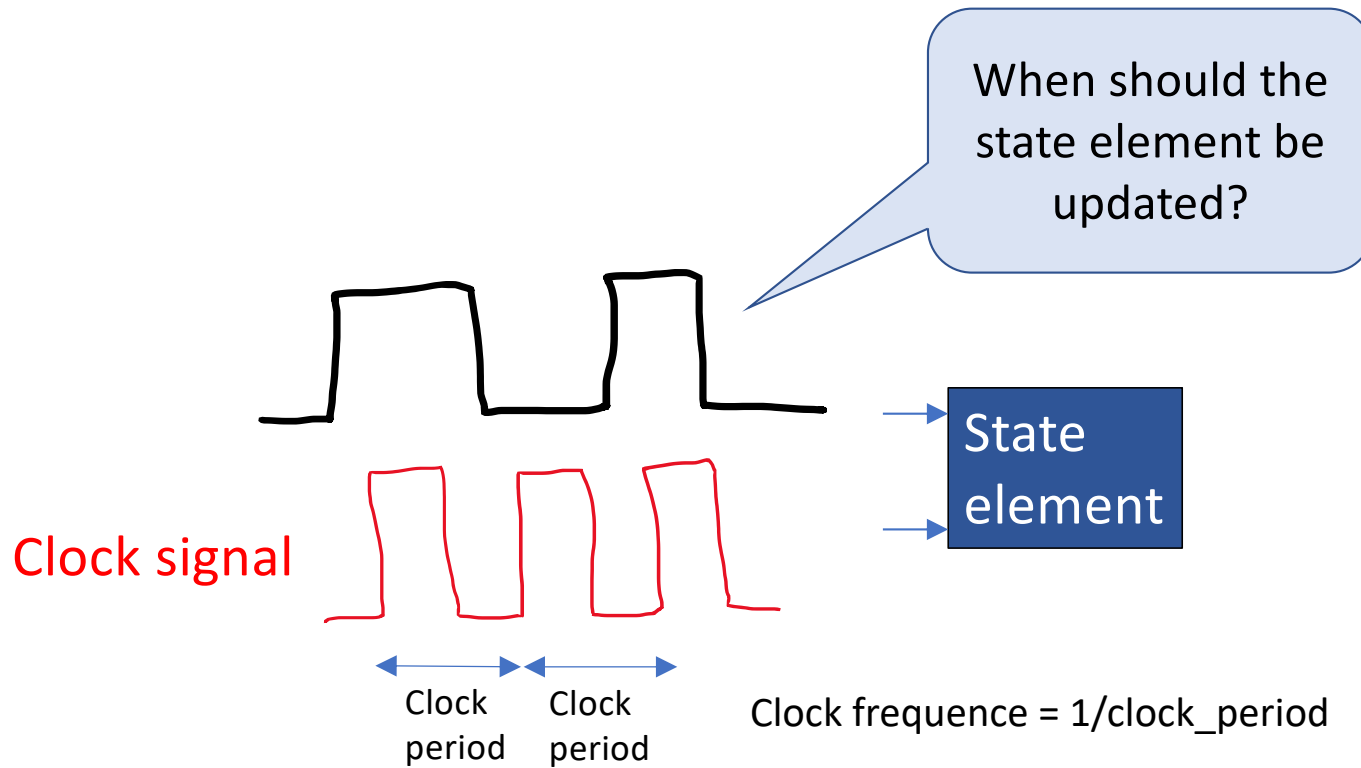 When should the
state element be
updated?
State
element
Clock signal
Clock
period
Clock
period
Clock frequence = 1/clock_period